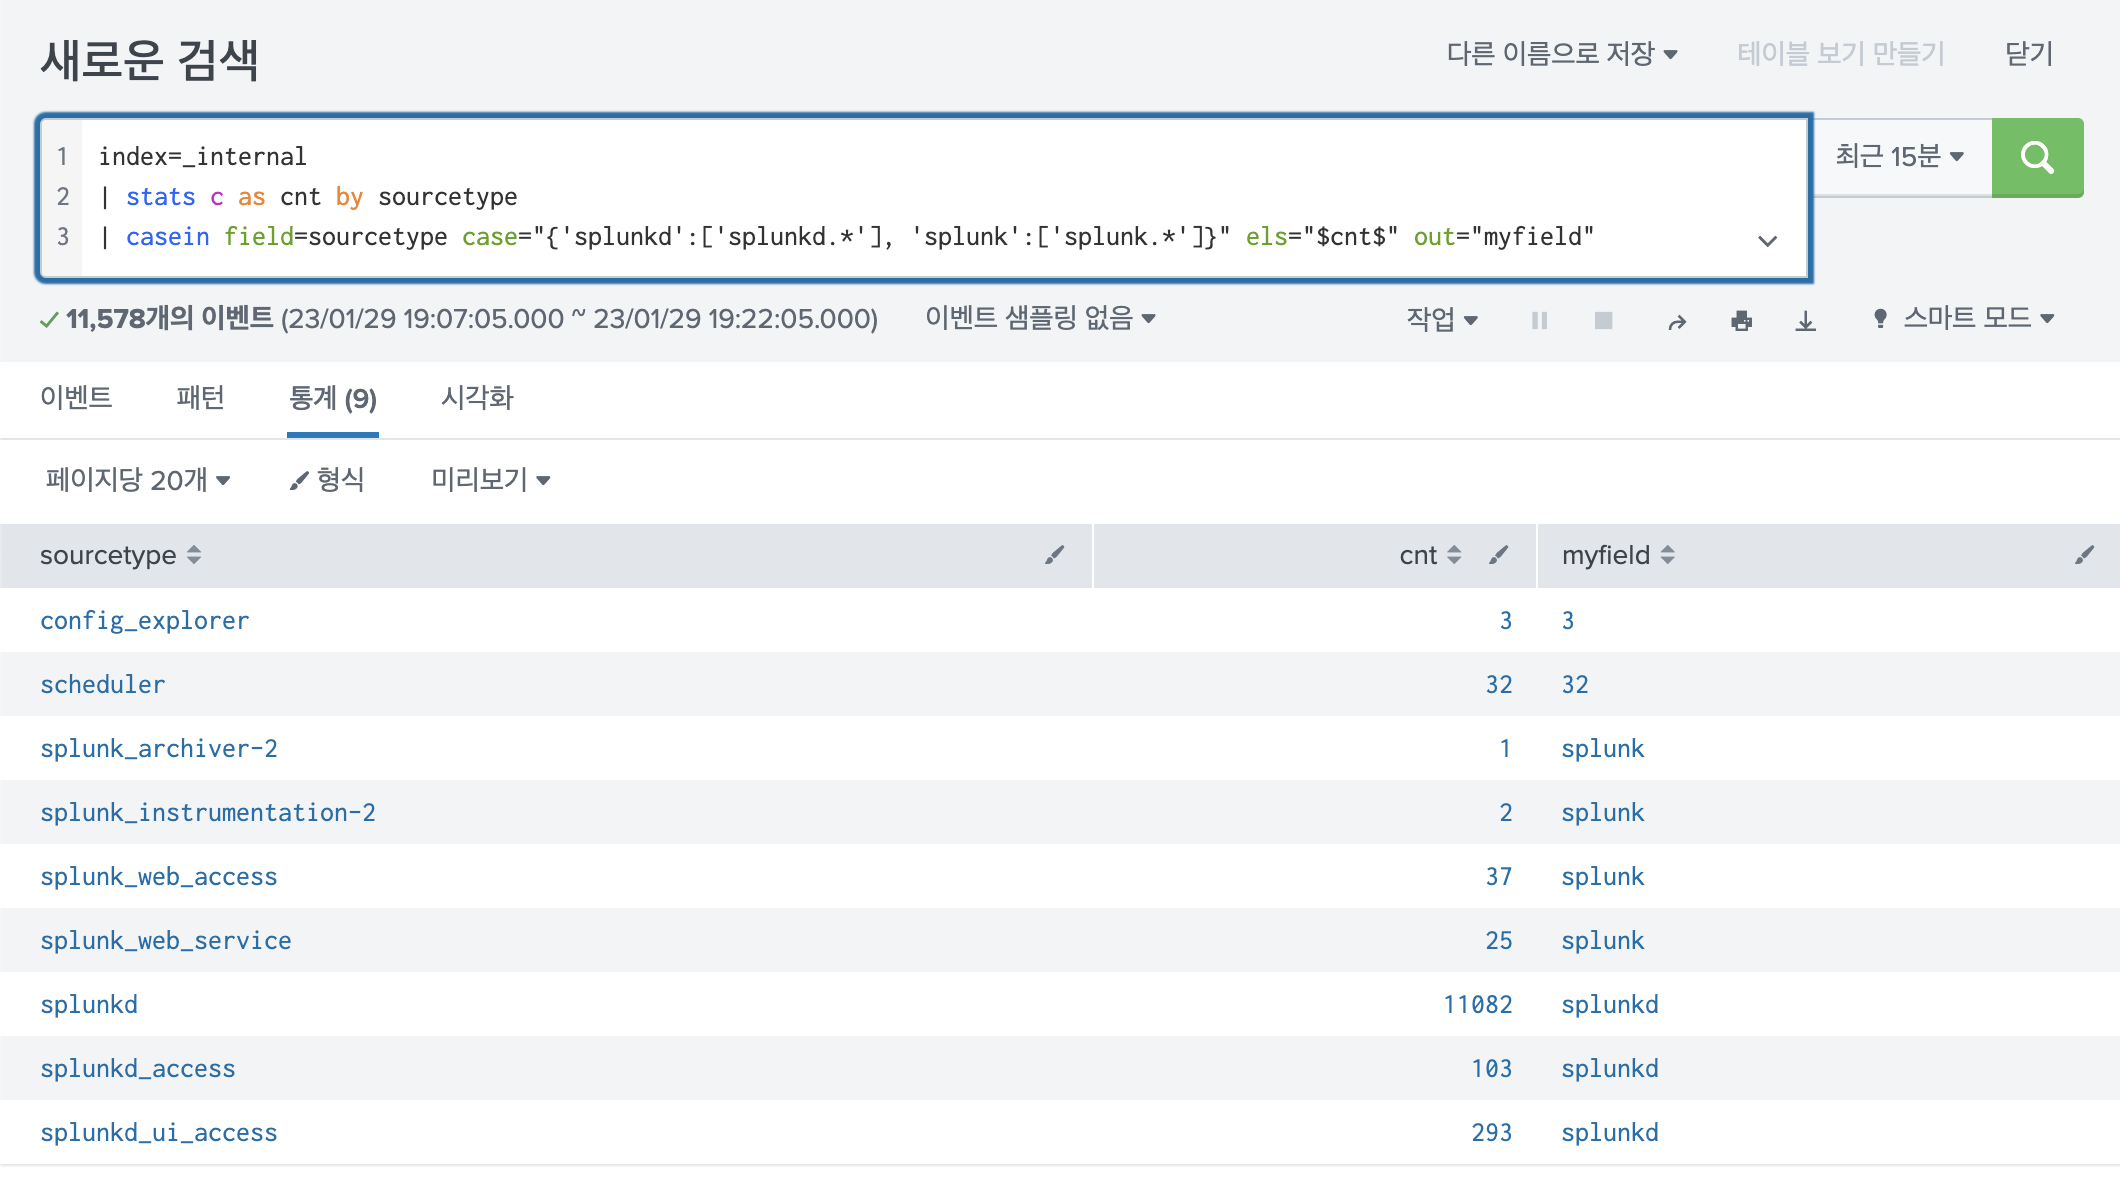 새로운 검색
다른 이름으로 저장 테이블 보기 만들기 닫기
1 index=_internal
2 | stats c as cnt by sourcetype
3 | casein field=sourcetype case="{'splunkd':['splunkd.*'], 'splunk':['splunk.*']}" els="$cnt$" out="myfield"
최근 15분
11,578개의 이벤트 (23/01/29 19:07:05.000 ~ 23/01/29 19:22:05.000) 이벤트 샘플링 없음 작업 스마트 모드
이벤트 패턴 통계 (9) 시각화
페이지당 20개 형식 미리보기
sourcetype cnt myfield
config_explorer 3 3
scheduler 32 32
splunk_archiver-2 1 splunk
splunk_instrumentation-2 2 splunk
splunk_web_access 37 splunk
splunk_web_service 25 splunk
splunkd 11082 splunkd
splunkd_access 103 splunkd
splunkd_ui_access 293 splunkd